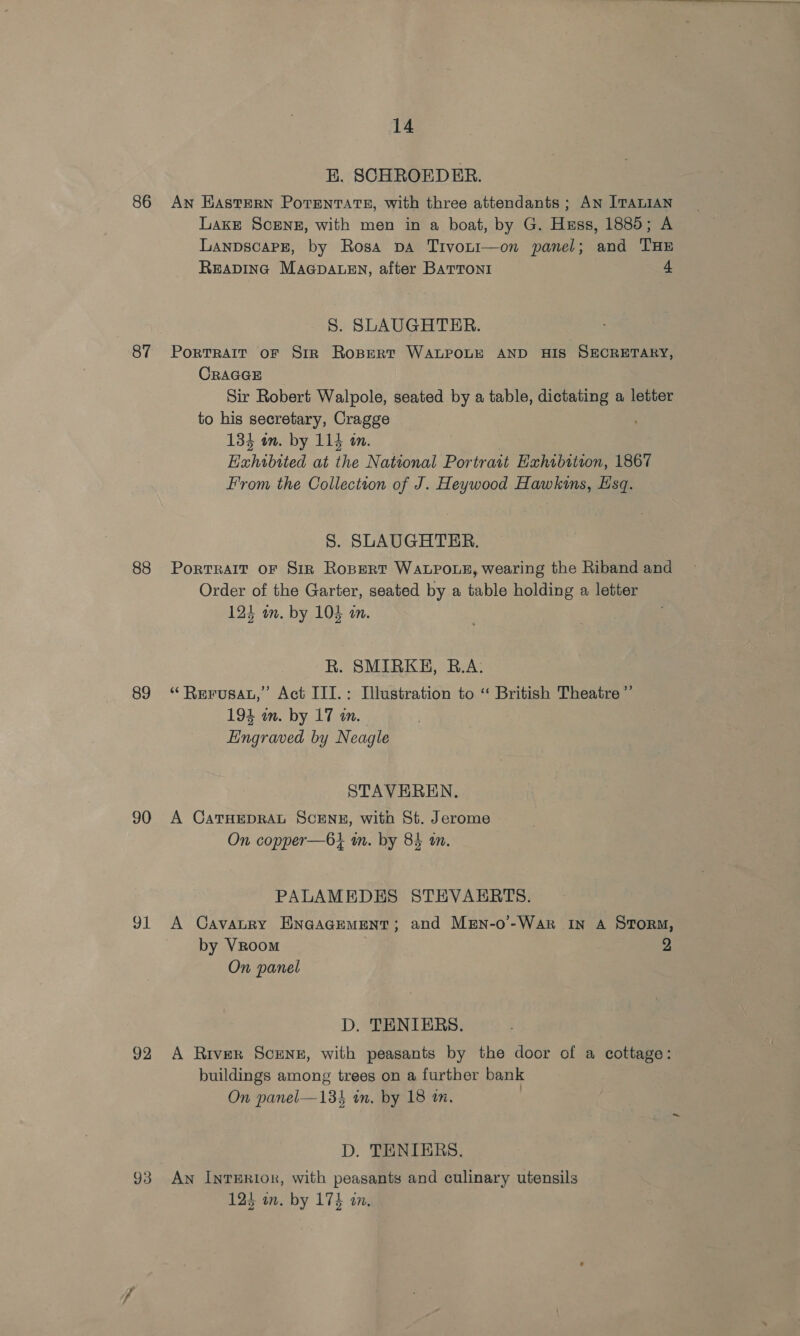 14
E. SCHROEDER.
86 An Eastern Potentate, with three attendants; An Italian
Lake Scene, with men in a boat, by G. Hess, 1885; A
Landscape, by Rosa da Tivoli—on panel; and The
Reading Magdalen, after Battoni 4
S. SLAUGHTER.
87 Portrait of Sir Robert Walpole and his Secretary,
Cragge
Sir Robert Walpole, seated by a table, dictating a letter
to his secretary, Cragge
13½ in. by 11½ in.
Exhibited at the National Portrait Exhibition, 1867
From the Collection of J. Heywood Hawkins, Esq.
S. SLAUGHTER.
88 Portrait of Sir Robert Walpole, wearing the Riband and
Order of the Garter, seated by a table holding a letter
12½ in. by 10½ in.
R. SMIRKE, R.A.
89 “Refusal,” Act III.: Illustration to “British Theatre”
19½ in. by 17 in.
Engraved by Neagle
STAVEREN.
90 A Cathedral Scene, with St. Jerome
On copper—6½ in. by 8½ in.
PALAMEDES STEVAERTS.
91 A Cavalry Engagement; and Men-o’-War in a Storm,
by Vroom 2
On panel
D. TENIERS.
92 A River Scene, with peasants by the door of a cottage:
buildings among trees on a further bank
On panel—13½ in. by 18 in.
D. TENIERS.
93 An Interior, with peasants and culinary utensils
12½ in. by 17½ in.